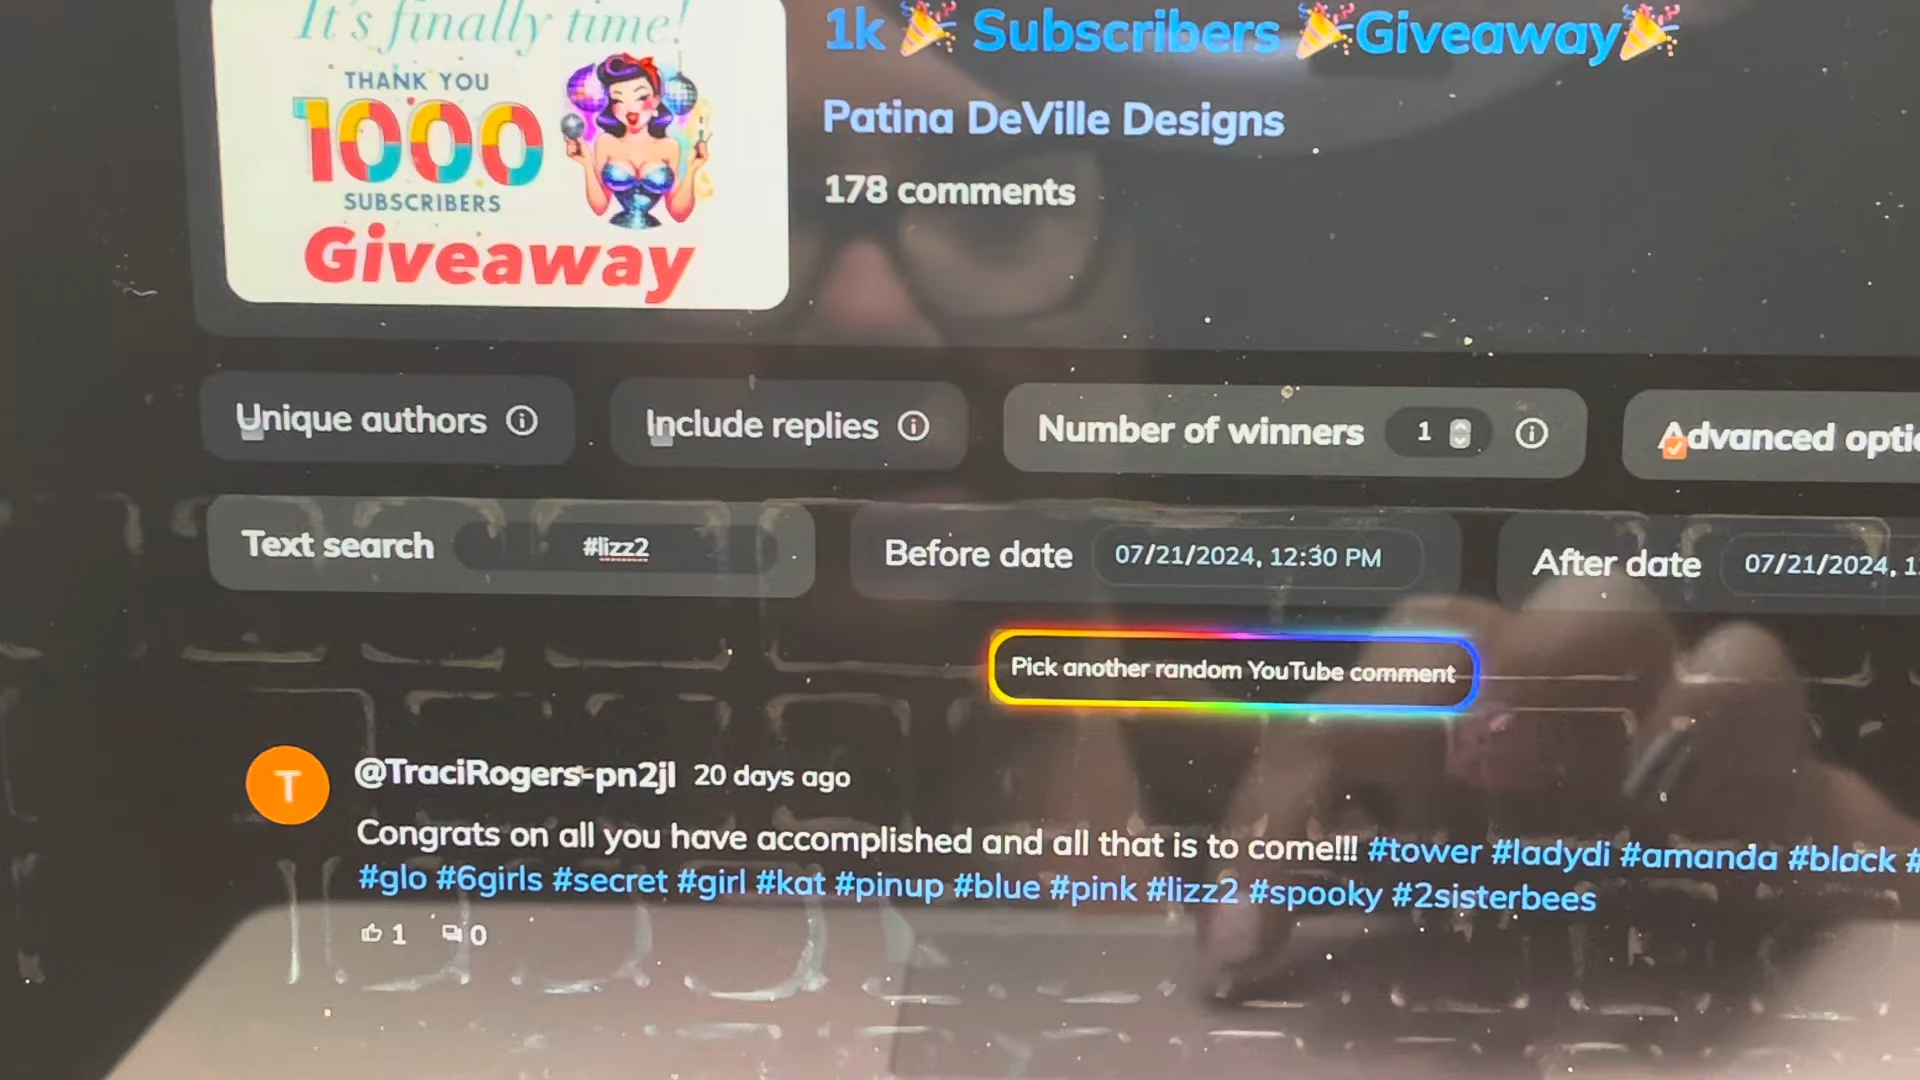 It's finally time!
THANK YOU
1000
SUBSCRIBERS
Giveaway
1k 🎉 Subscribers 🎉Giveaway🎉
Patina DeVille Designs
178 comments
Unique authors
Include replies
Number of winners 1
Advanced optio
Text search #lizz2
Before date 07/21/2024, 12:30 PM
After date 07/21/2024, 1
Pick another random YouTube comment
T
@TraciRogers-pn2jl 20 days ago
Congrats on all you have accomplished and all that is to come!!! #tower #ladydi #amanda #black #
#glo #6girls #secret #girl #kat #pinup #blue #pink #lizz2 #spooky #2sisterbees
1 0